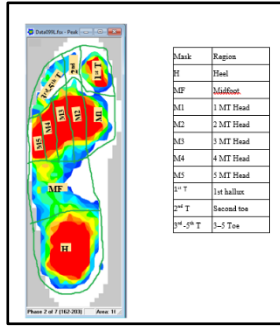 Data001.fsx - Peak
1st T
2nd
3rd-5th T
M5
M4
M3
M2
M1
MF
H
Phase 2 of 7 (162-203) Area 11
Mask Region
H Heel
MF Midfoot
M1 1 MT Head
M2 2 MT Head
M3 3 MT Head
M4 4 MT Head
M5 5 MT Head
1st T 1st hallux
2nd T Second toe
3rd -5th T 3–5 Toe